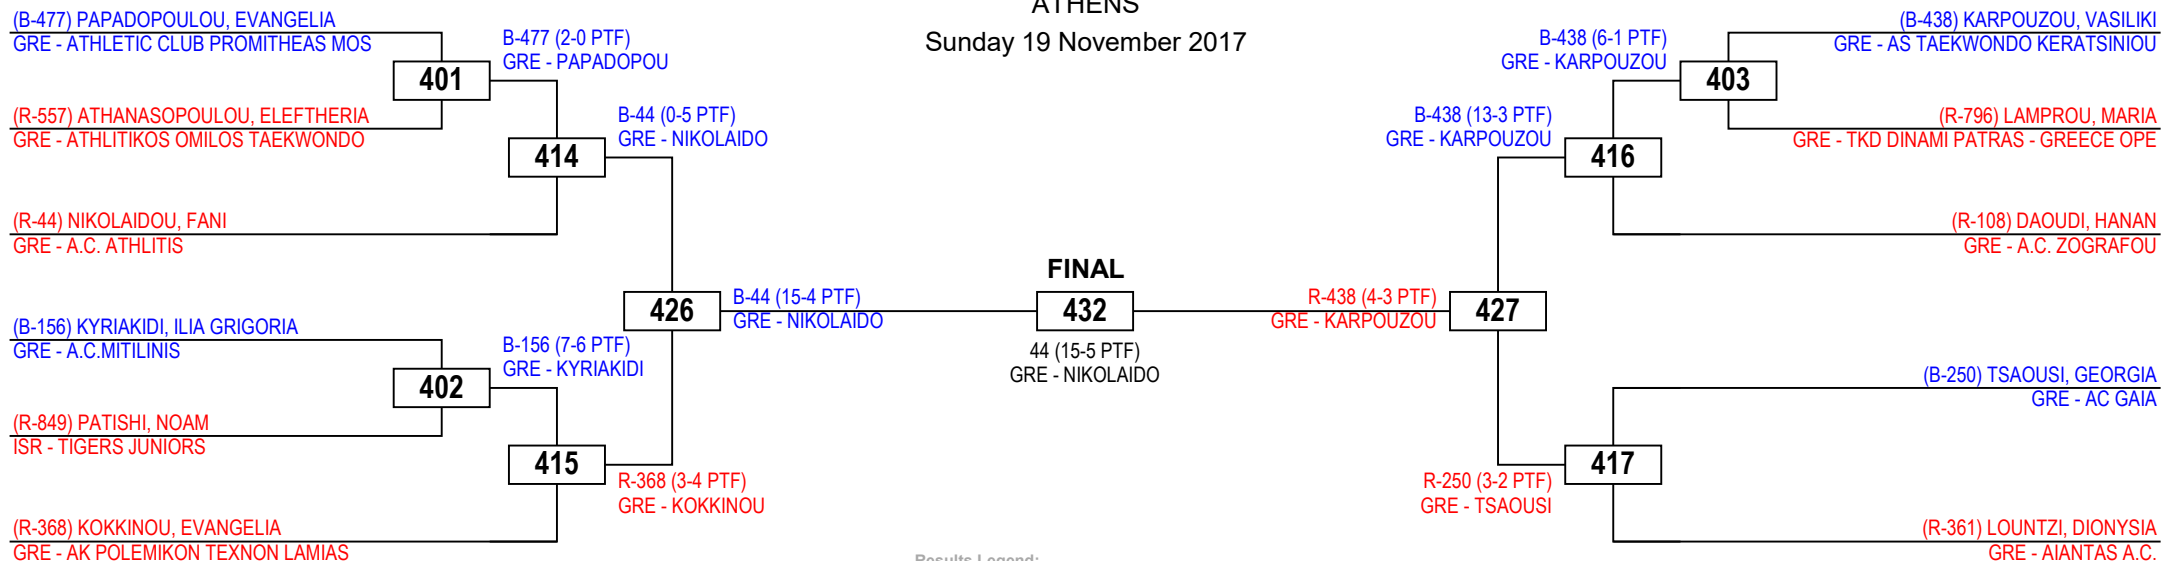 ATHENS
Sunday 19 November 2017
(B-477) PAPADOPOULOU, EVANGELIA
GRE - ATHLETIC CLUB PROMITHEAS MOS
401
B-477 (2-0 PTF)
GRE - PAPADOPOU
(R-557) ATHANASOPOULOU, ELEFTHERIA
GRE - ATHLITIKOS OMILOS TAEKWONDO
414
B-44 (0-5 PTF)
GRE - NIKOLAIDO
(R-44) NIKOLAIDOU, FANI
GRE - A.C. ATHLITIS
426
B-44 (15-4 PTF)
GRE - NIKOLAIDO
(B-156) KYRIAKIDI, ILIA GRIGORIA
GRE - A.C.MITILINIS
402
B-156 (7-6 PTF)
GRE - KYRIAKIDI
(R-849) PATISHI, NOAM
ISR - TIGERS JUNIORS
415
R-368 (3-4 PTF)
GRE - KOKKINOU
(R-368) KOKKINOU, EVANGELIA
GRE - AK POLEMIKON TEXNON LAMIAS
FINAL
432
44 (15-5 PTF)
GRE - NIKOLAIDO
(B-438) KARPOUZOU, VASILIKI
GRE - AS TAEKWONDO KERATSINIOU
B-438 (6-1 PTF)
GRE - KARPOUZOU
403
(R-796) LAMPROU, MARIA
GRE - TKD DINAMI PATRAS - GREECE OPE
B-438 (13-3 PTF)
GRE - KARPOUZOU
416
(R-108) DAOUDI, HANAN
GRE - A.C. ZOGRAFOU
R-438 (4-3 PTF)
GRE - KARPOUZOU
427
(B-250) TSAOUSI, GEORGIA
GRE - AC GAIA
R-250 (3-2 PTF)
GRE - TSAOUSI
417
(R-361) LOUNTZI, DIONYSIA
GRE - AIANTAS A.C.
Results Legend: